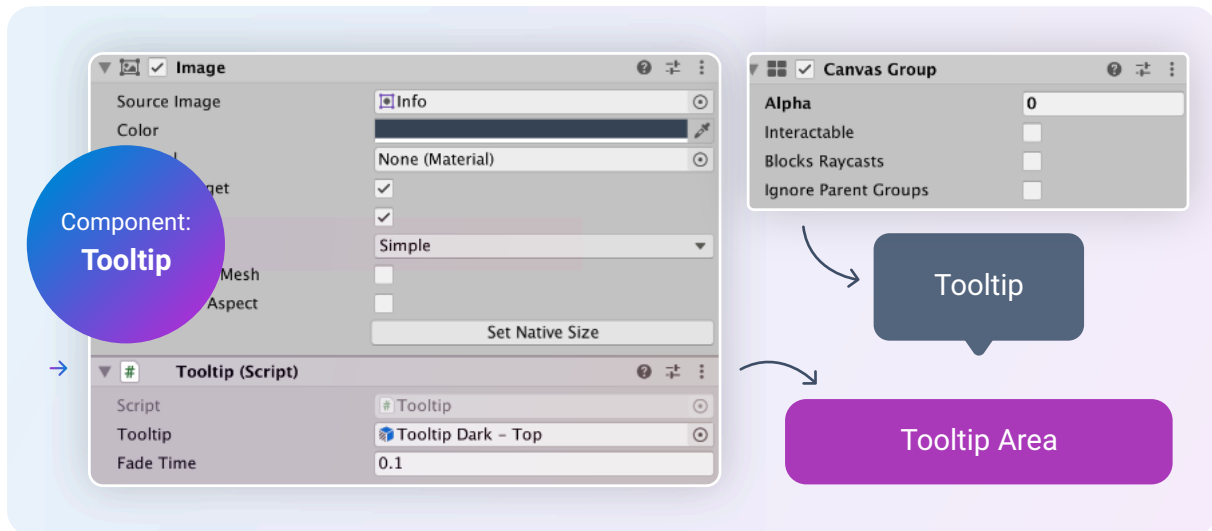 Image
Source Image
Info
Color
None (Material)
Component:
Tooltip
Simple
Mesh
Aspect
Set Native Size
Tooltip (Script)
Script
# Tooltip
Tooltip
Tooltip Dark – Top
Fade Time
0.1
Canvas Group
Alpha
0
Interactable
Blocks Raycasts
Ignore Parent Groups
Tooltip
Tooltip Area